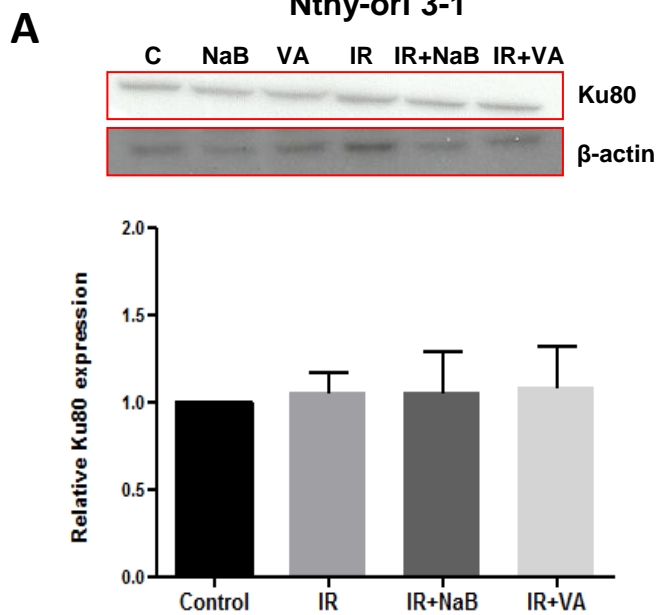 Nthy-ori 3-1
A
C NaB VA IR IR+NaB IR+VA
Ku80
β-actin
Relative Ku80 expression
2.0
1.5
1.0
0.5
0.0
Control IR IR+NaB IR+VA